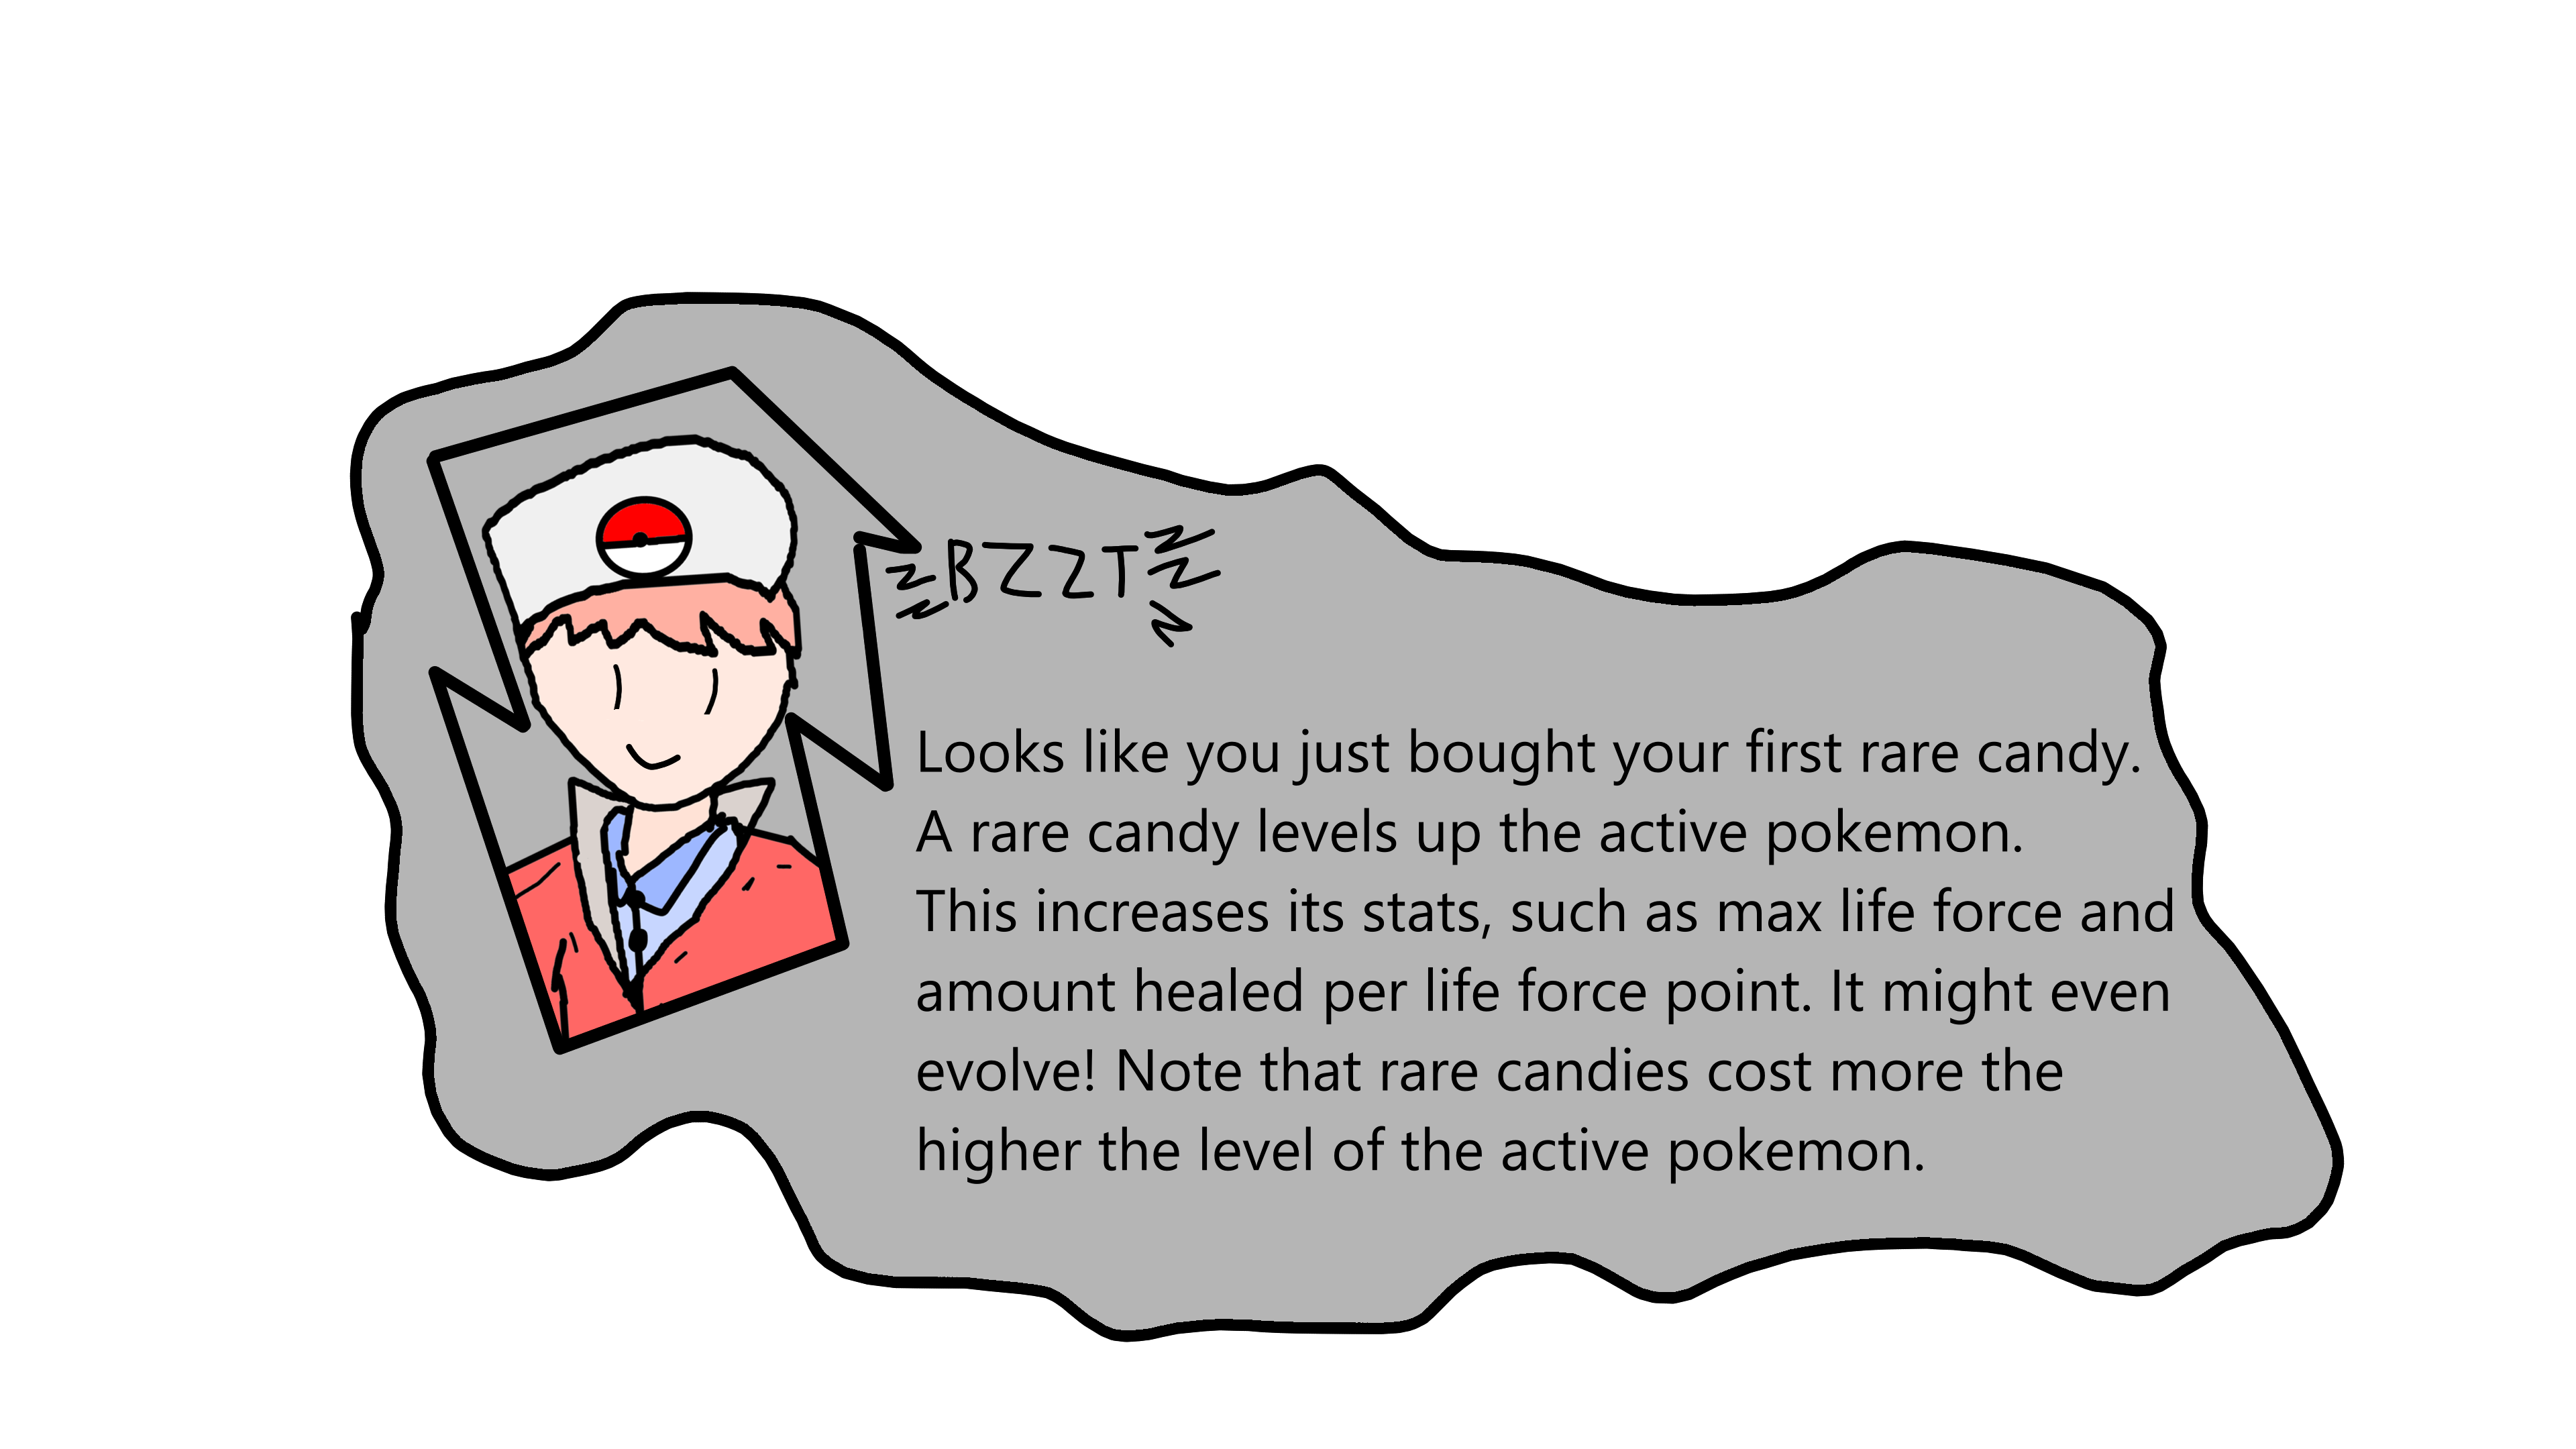 BZZT
Looks like you just bought your first rare candy.
A rare candy levels up the active pokemon.
This increases its stats, such as max life force and
amount healed per life force point. It might even
evolve! Note that rare candies cost more the
higher the level of the active pokemon.